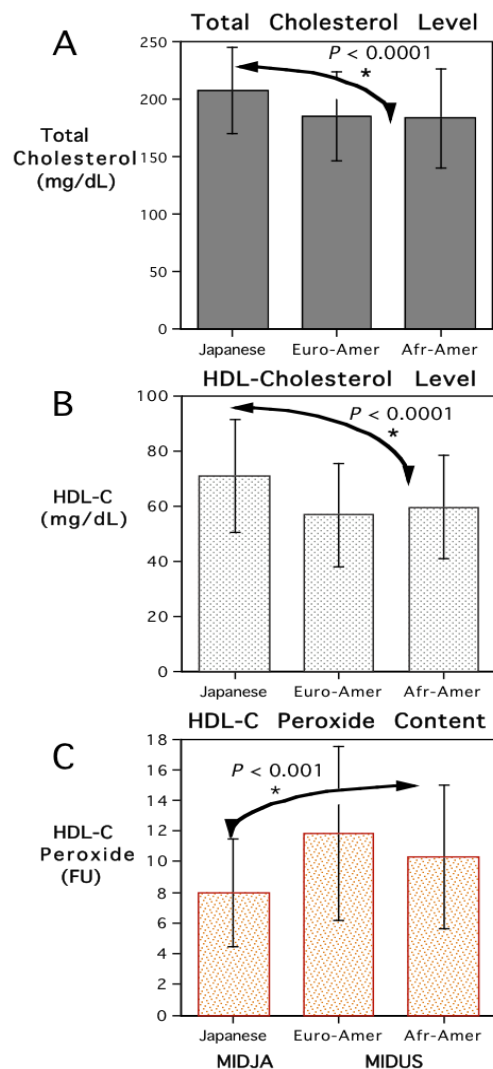 A
Total Cholesterol Level
P < 0.0001
*
Total
Cholesterol
(mg/dL)
250
200
150
100
50
0
Japanese Euro-Amer Afr-Amer
B
HDL-Cholesterol Level
P < 0.0001
*
HDL-C
(mg/dL)
100
80
60
40
20
0
Japanese Euro-Amer Afr-Amer
C
HDL-C Peroxide Content
P < 0.001
*
HDL-C
Peroxide
(FU)
18
16
14
12
10
8
6
4
2
0
Japanese Euro-Amer Afr-Amer
MIDJA MIDUS